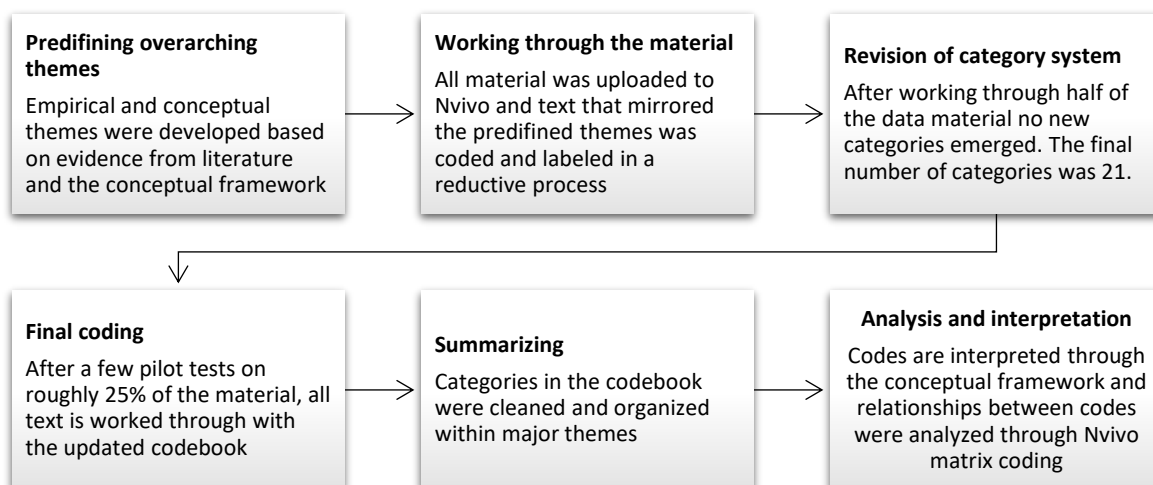 Predifining overarching
themes
Empirical and conceptual
themes were developed based
on evidence from literature
and the conceptual framework
Working through the material
All material was uploaded to
Nvivo and text that mirrored
the predifined themes was
coded and labeled in a
reductive process
Revision of category system
After working through half of
the data material no new
categories emerged. The final
number of categories was 21.
Final coding
After a few pilot tests on
roughly 25% of the material, all
text is worked through with
the updated codebook
Summarizing
Categories in the codebook
were cleaned and organized
within major themes
Analysis and interpretation
Codes are interpreted through
the conceptual framework and
relationships between codes
were analyzed through Nvivo
matrix coding